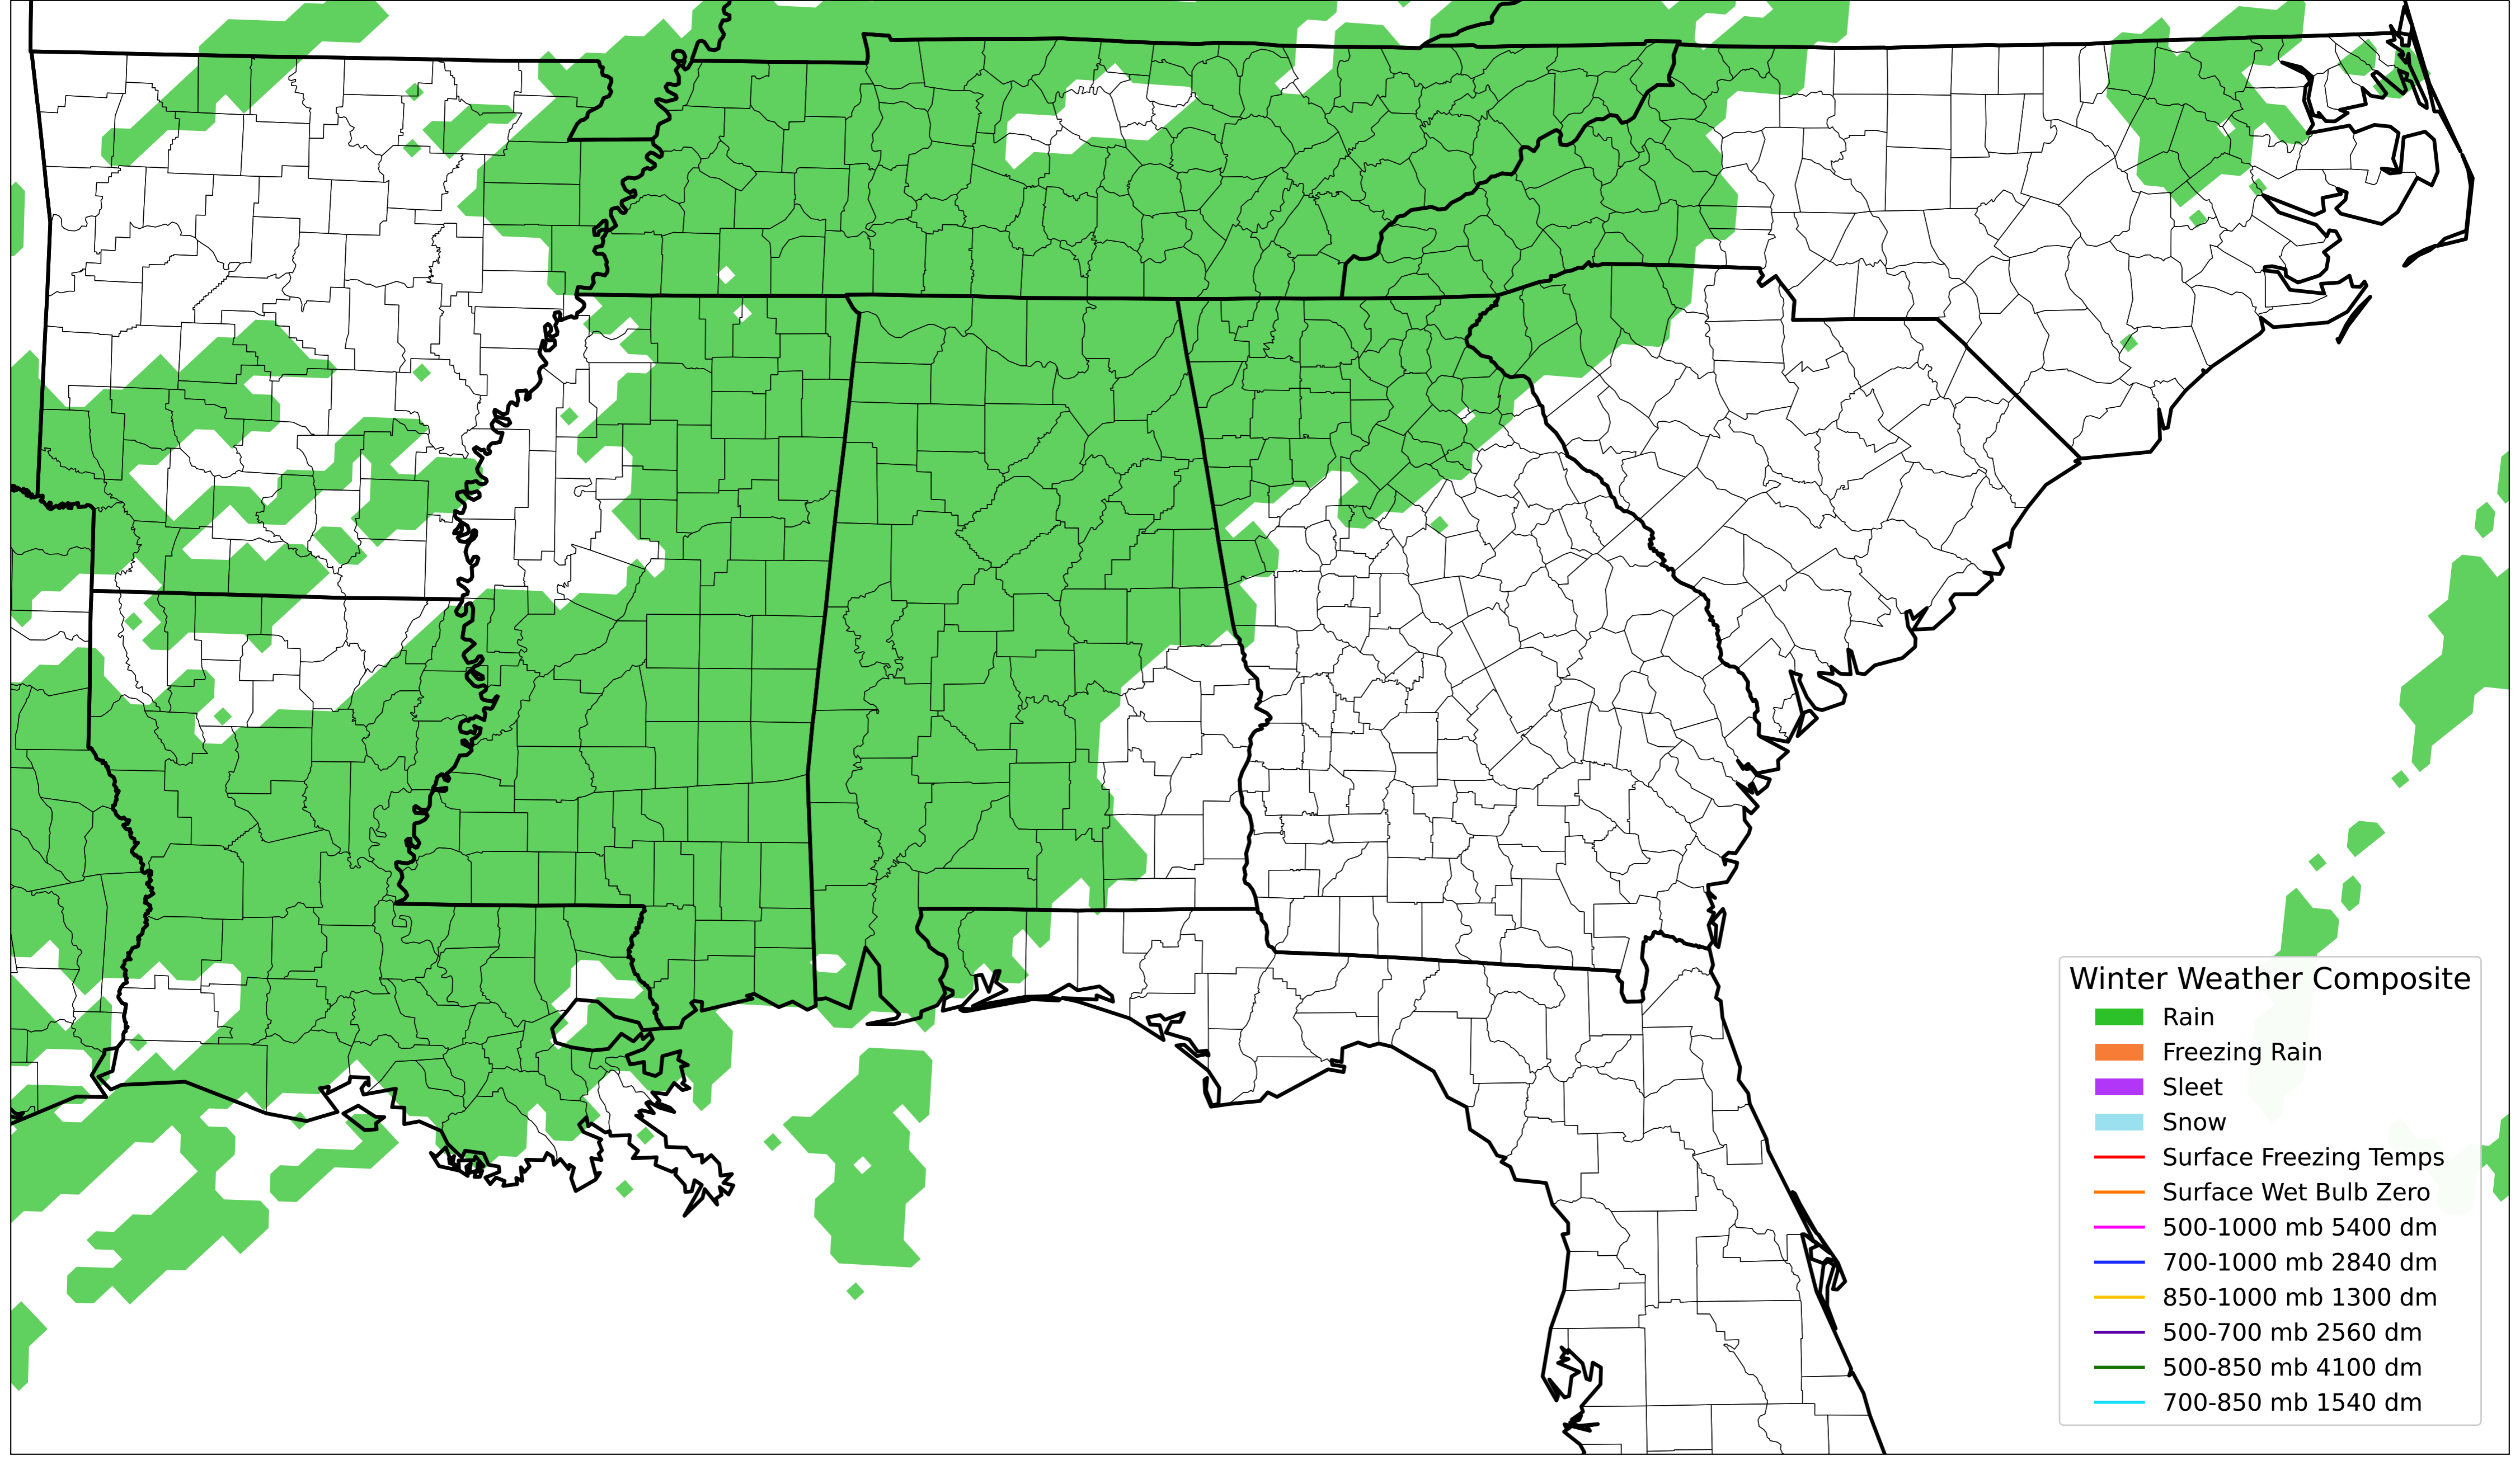 Winter Weather Composite
Rain
Freezing Rain
Sleet
Snow
Surface Freezing Temps
Surface Wet Bulb Zero
500-1000 mb 5400 dm
700-1000 mb 2840 dm
850-1000 mb 1300 dm
500-700 mb 2560 dm
500-850 mb 4100 dm
700-850 mb 1540 dm